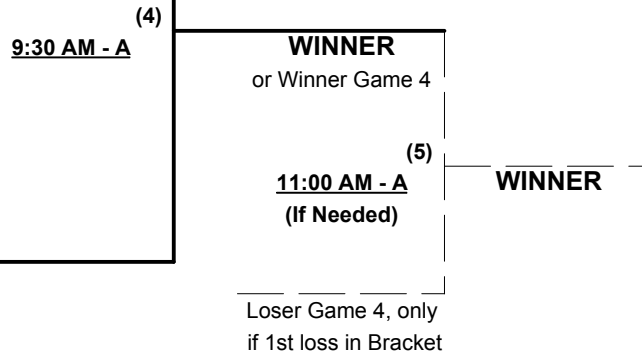 (4)
9:30 AM - A
WINNER
or Winner Game 4
(5)
11:00 AM - A
(If Needed)
WINNER
Loser Game 4, only
if 1st loss in Bracket